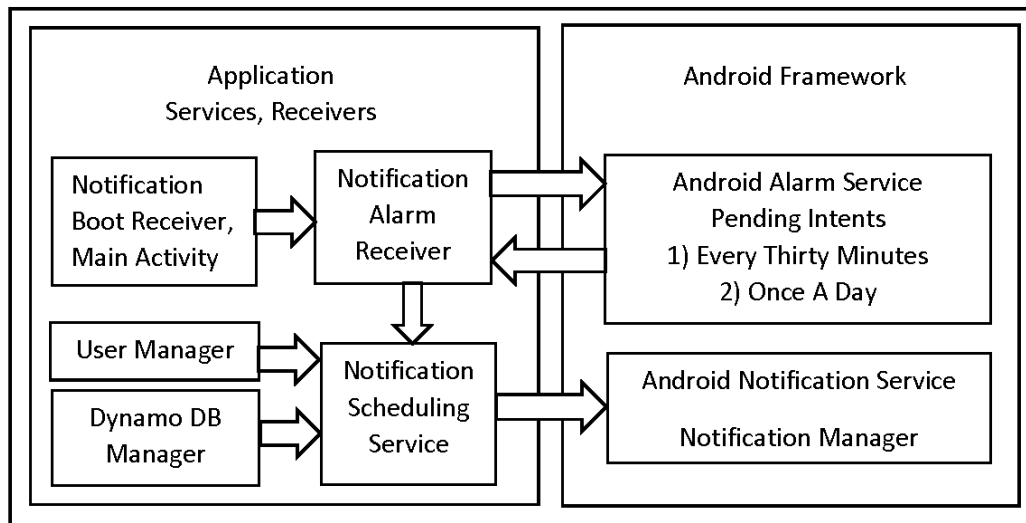 Application
Services, Receivers
Notification
Boot Receiver,
Main Activity
Notification
Alarm
Receiver
User Manager
Dynamo DB
Manager
Notification
Scheduling
Service
Android Framework
Android Alarm Service
Pending Intents
1) Every Thirty Minutes
2) Once A Day
Android Notification Service
Notification Manager